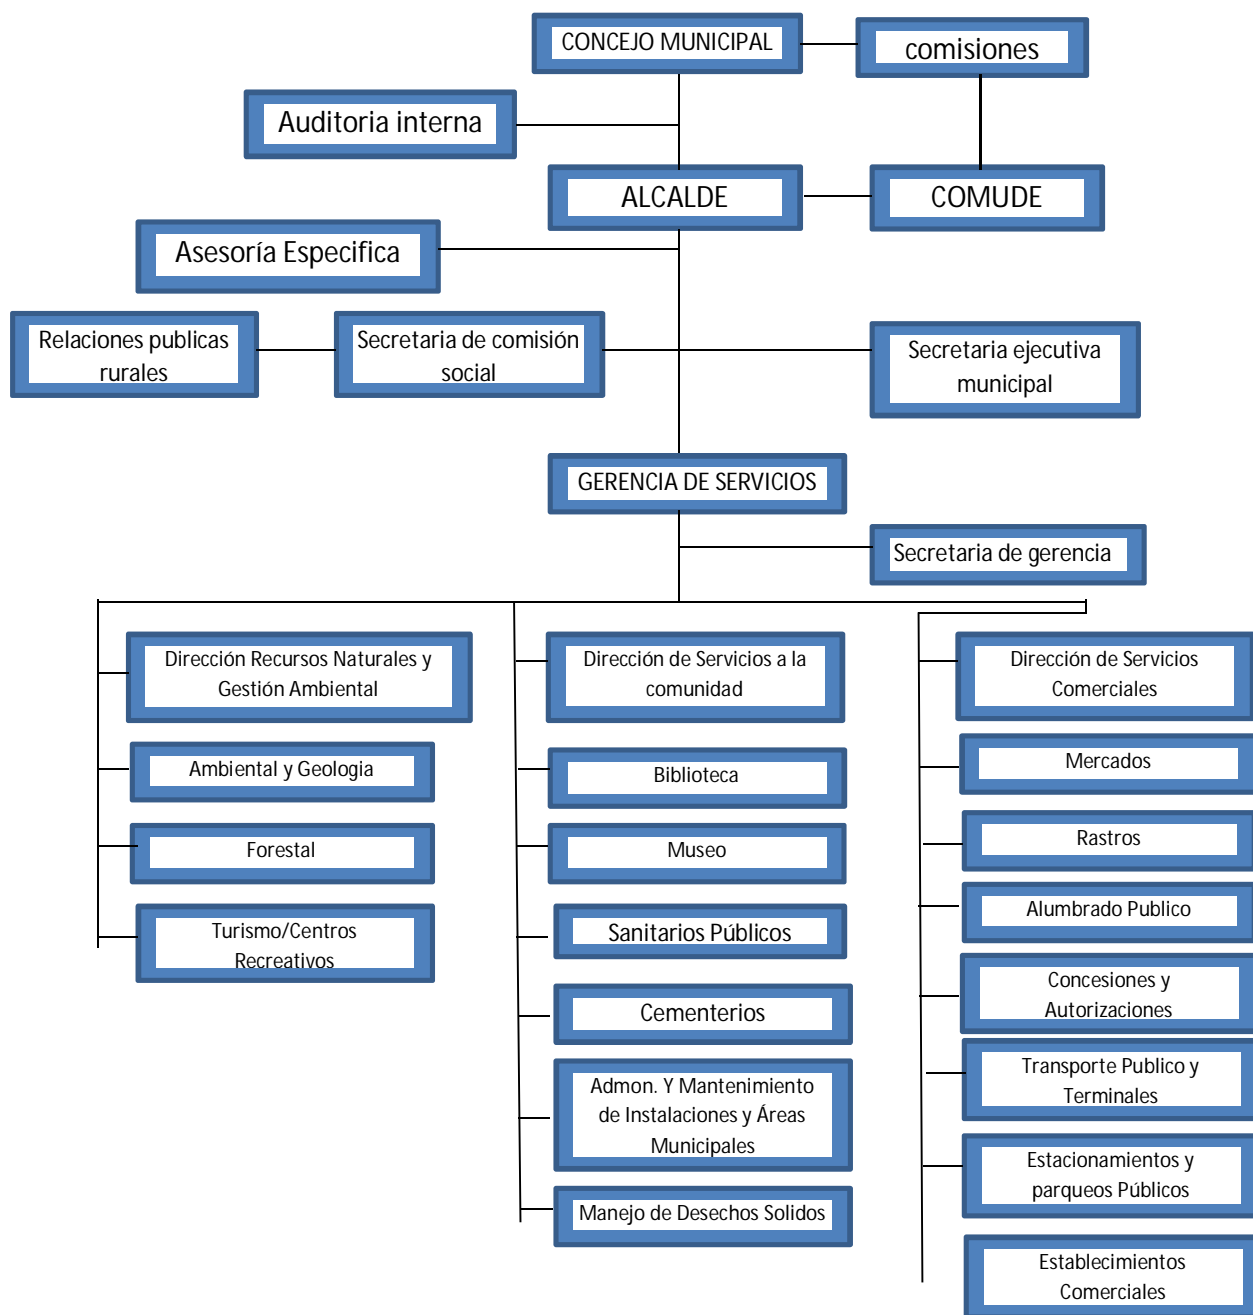 CONCEJO MUNICIPAL
comisiones
Auditoria interna
ALCALDE
COMUDE
Asesoría Especifica
Relaciones publicas
rurales
Secretaria de comisión
social
Secretaria ejecutiva
municipal
GERENCIA DE SERVICIOS
Secretaria de gerencia
Dirección Recursos Naturales y
Gestión Ambiental
Ambiental y Geologia
Forestal
Turismo/Centros
Recreativos
Dirección de Servicios a la
comunidad
Biblioteca
Museo
Sanitarios Públicos
Cementerios
Admon. Y Mantenimiento
de Instalaciones y Áreas
Municipales
Manejo de Desechos Solidos
Dirección de Servicios
Comerciales
Mercados
Rastros
Alumbrado Publico
Concesiones y
Autorizaciones
Transporte Publico y
Terminales
Estacionamientos y
parqueos Públicos
Establecimientos
Comerciales